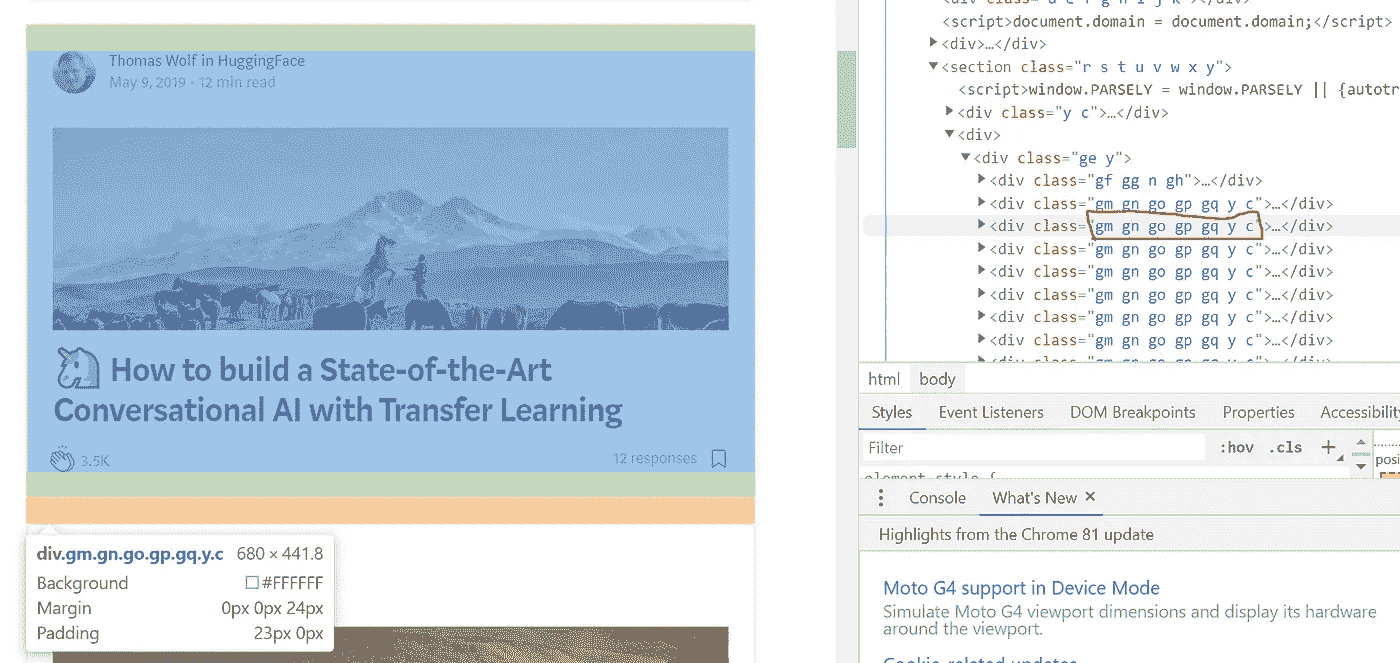 Thomas Wolf in HuggingFace
May 9, 2019 · 12 min read
How to build a State-of-the-Art
Conversational AI with Transfer Learning
3.5K
12 responses
div.gm.gn.go.gp.gq.y.c 680 × 441.8
Background #FFFFFF
Margin 0px 0px 24px
Padding 23px 0px
<script>document.domain = document.domain;</script>
<div>…</div>
<section class="r s t u v w x y">
<script>window.PARSELY = window.PARSELY || {autotr
<div class="y c">…</div>
<div>
<div class="ge y">
<div class="gf gg n gh">…</div>
<div class="gm gn go gp gq y c">…</div>
<div class="gm gn go gp gq y c">…</div>
<div class="gm gn go gp gq y c">…</div>
<div class="gm gn go gp gq y c">…</div>
<div class="gm gn go gp gq y c">…</div>
<div class="gm gn go gp gq y c">…</div>
<div class="gm gn go gp gq y c">…</div>
html body
Styles Event Listeners DOM Breakpoints Properties Accessibility
Filter :hov .cls +
posi
element.style {
Console What's New ×
Highlights from the Chrome 81 update
Moto G4 support in Device Mode
Simulate Moto G4 viewport dimensions and display its hardware
around the viewport.
Cookie-related updates